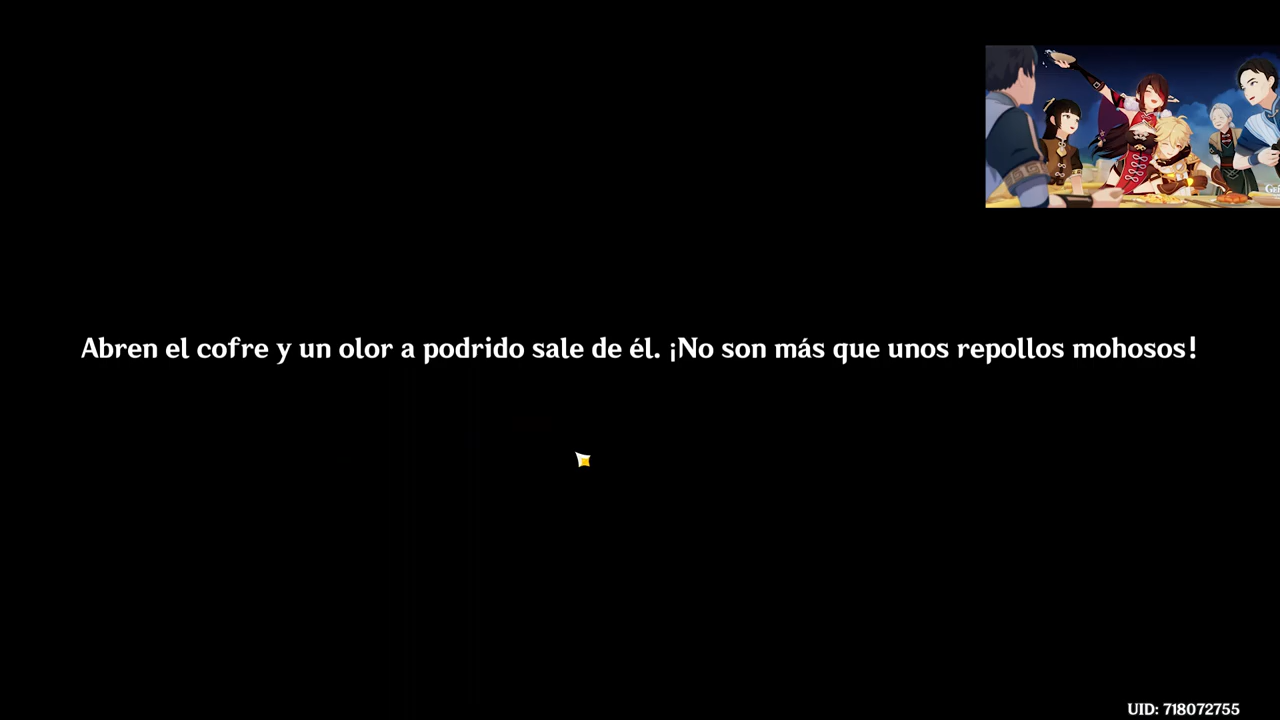 Abren el cofre y un olor a podrido sale de él. ¡No son más que unos repollos mohosos!
UID: 718072755